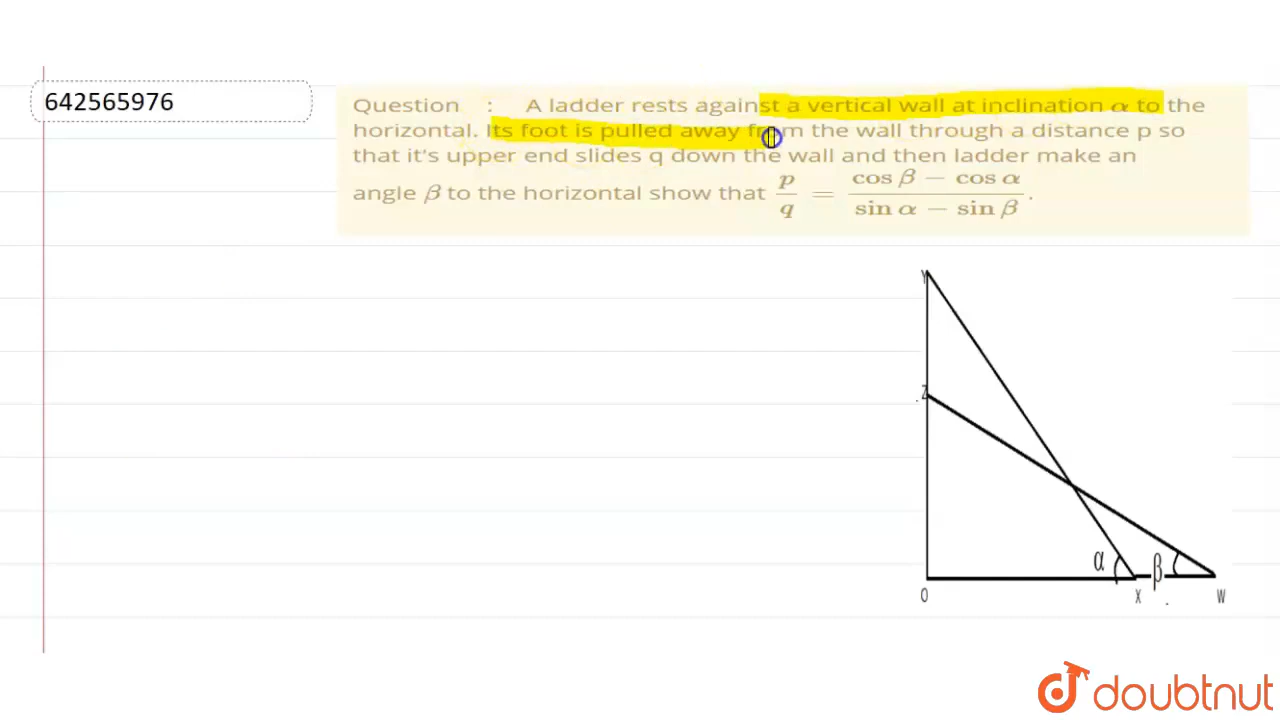 642565976
Question : A ladder rests against a vertical wall at inclination α to the
horizontal. Its foot is pulled away from the wall through a distance p so
that it's upper end slides q down the wall and then ladder make an
angle β to the horizontal show that p/q = (cos β − cos α)/(sin α − sin β).
Y
Z
α
β
O
X
W
doubtnut